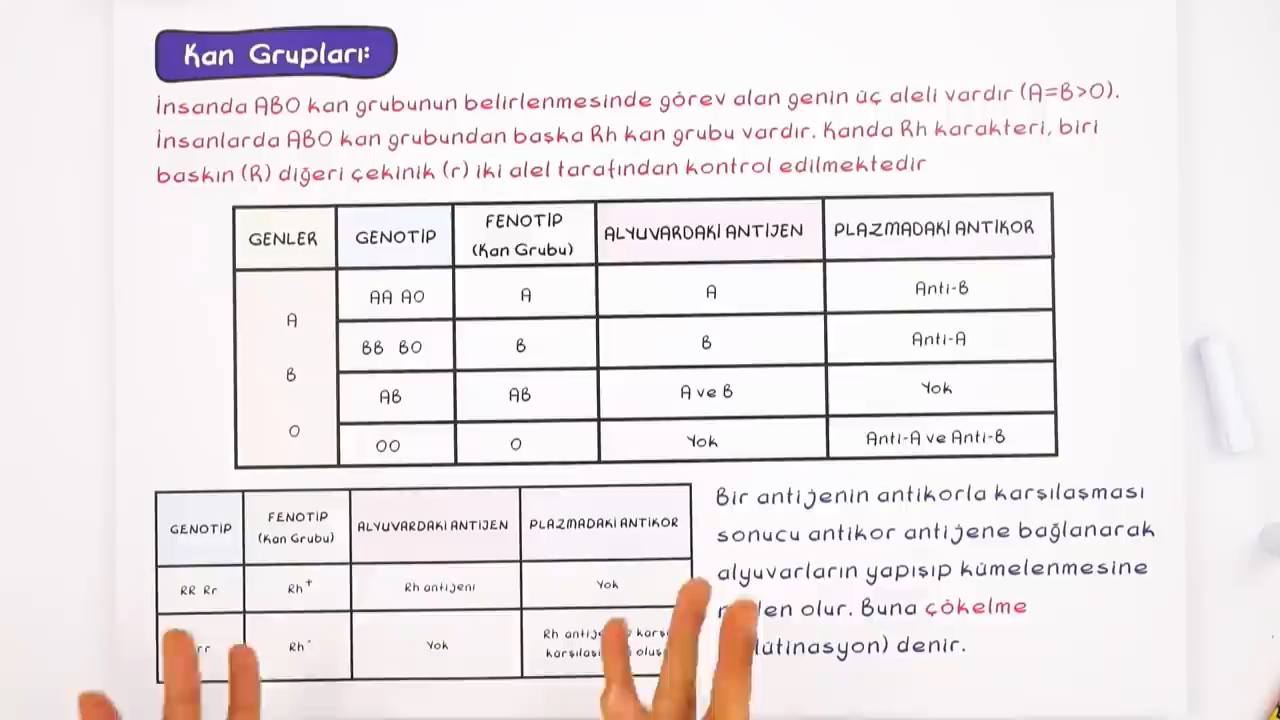 Kan Grupları:
İnsanda ABO kan grubunun belirlenmesinde görev alan genin üç aleli vardır (A=B>O).
İnsanlarda ABO kan grubundan başka Rh kan grubu vardır. Kanda Rh karakteri, biri
baskın (R) diğeri çekinik (r) iki alel tarafından kontrol edilmektedir
GENLER GENOTİP FENOTİP (Kan Grubu) ALYUVARDAKİ ANTİJEN PLAZMADAKİ ANTİKOR
A
B
O
AA AO A A Anti-B
BB BO B B Anti-A
AB AB A ve B Yok
OO O Yok Anti-A ve Anti-B
GENOTİP FENOTİP (Kan Grubu) ALYUVARDAKİ ANTİJEN PLAZMADAKİ ANTİKOR
RR Rr Rh⁺ Rh antijeni Yok
rr Rh⁻ Yok Rh
Bir antijenin antikorla karşılaşması
sonucu antikor antijene bağlanarak
alyuvarların yapışıp kümelenmesine
olur. Buna çökelme
denir.